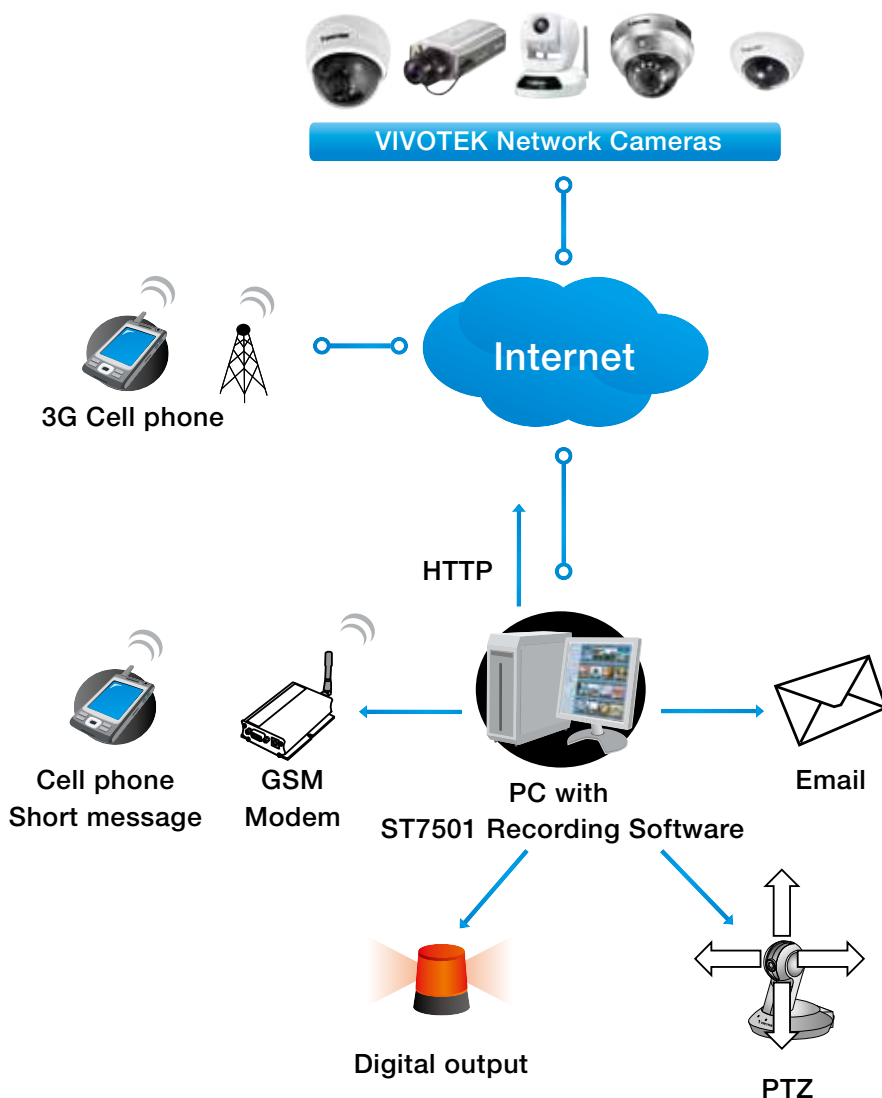 VIVOTEK Network Cameras
Internet
3G Cell phone
HTTP
Cell phone
Short message
GSM
Modem
PC with
ST7501 Recording Software
Email
Digital output
PTZ